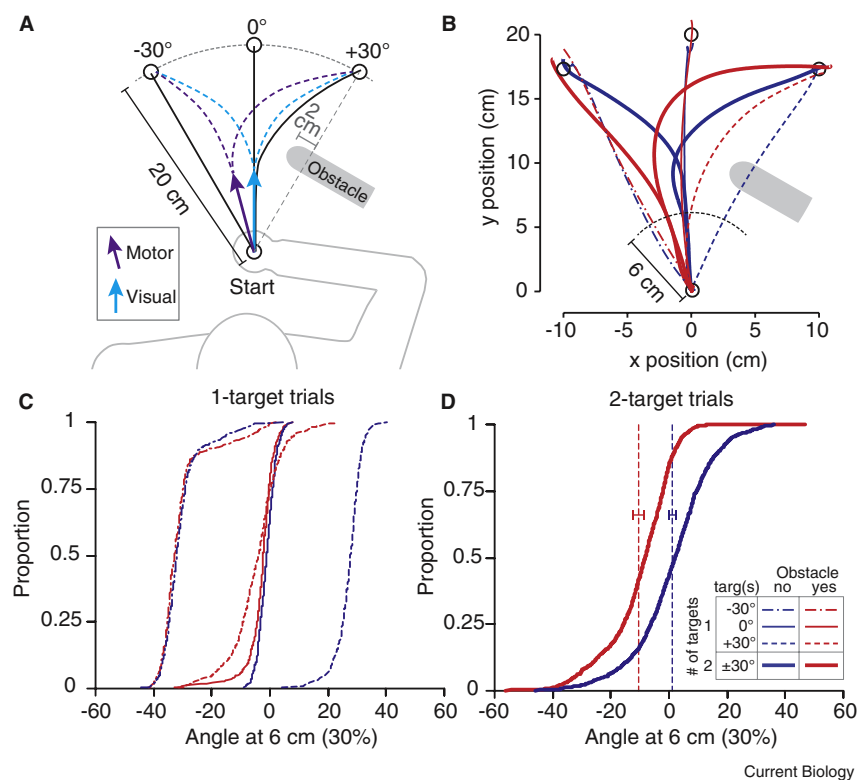 A
-30°
0°
+30°
2
cm
Obstacle
20 cm
Motor
Visual
Start
B
20
15
10
5
0
y position (cm)
6 cm
-10
-5
0
5
10
x position (cm)
C
1-target trials
1
0.75
0.5
0.25
0
Proportion
-60
-40
-20
0
20
40
60
Angle at 6 cm (30%)
D
2-target trials
1
0.75
0.5
0.25
0
Proportion
-60
-40
-20
0
20
40
60
Angle at 6 cm (30%)
Obstacle
targ(s) no yes
# of targets
-30°
1 0°
+30°
2 ±30°
Current Biology